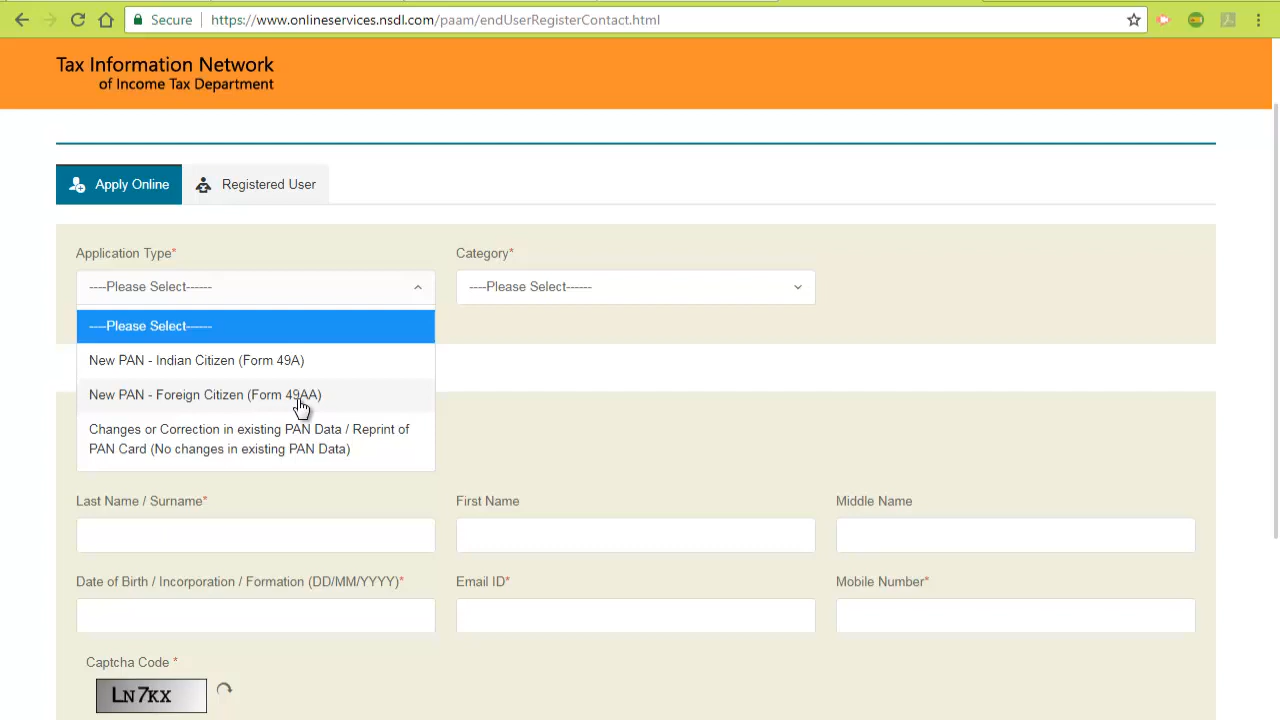 Secure
https://www.onlineservices.nsdl.com/paam/endUserRegisterContact.html
Tax Information Network
of Income Tax Department
Apply Online
Registered User
Application Type*
Category*
----Please Select------
----Please Select------
----Please Select------
New PAN - Indian Citizen (Form 49A)
New PAN - Foreign Citizen (Form 49AA)
Changes or Correction in existing PAN Data / Reprint of
PAN Card (No changes in existing PAN Data)
Last Name / Surname*
First Name
Middle Name
Date of Birth / Incorporation / Formation (DD/MM/YYYY)*
Email ID*
Mobile Number*
Captcha Code *
LN7KX